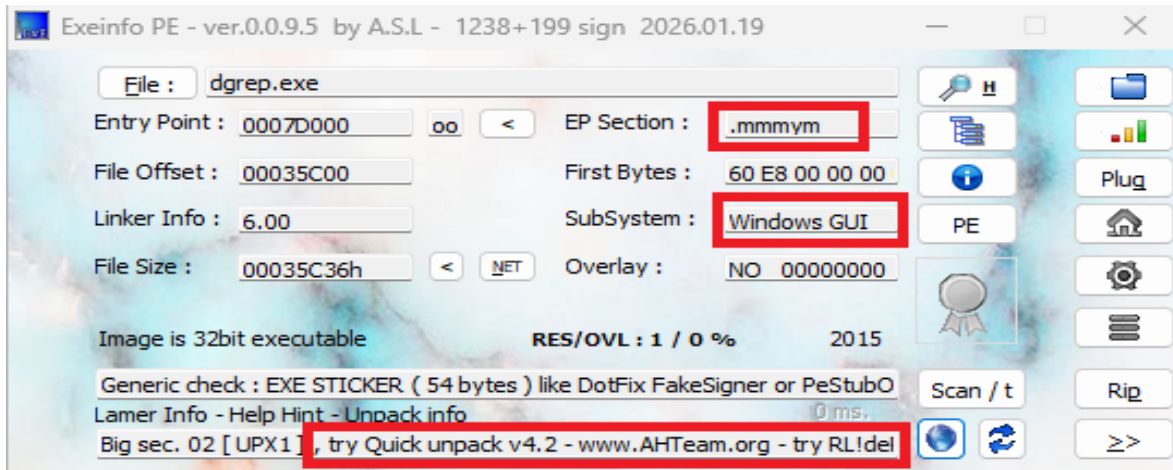 Exeinfo PE - ver.0.0.9.5 by A.S.L - 1238+199 sign 2026.01.19
File : dgrep.exe H
Entry Point : 0007D000 oo < EP Section : .mmmym
File Offset : 00035C00 First Bytes : 60 E8 00 00 00 Plug
Linker Info : 6.00 SubSystem : Windows GUI PE
File Size : 00035C36h < NET Overlay : NO 00000000
Image is 32bit executable RES/OVL : 1 / 0 % 2015
Generic check : EXE STICKER ( 54 bytes ) like DotFix FakeSigner or PeStubO Scan / t Rip
Lamer Info - Help Hint - Unpack info 0 ms.
Big sec. 02 [ UPX1 ] , try Quick unpack v4.2 - www.AHTeam.org - try RL!del >>